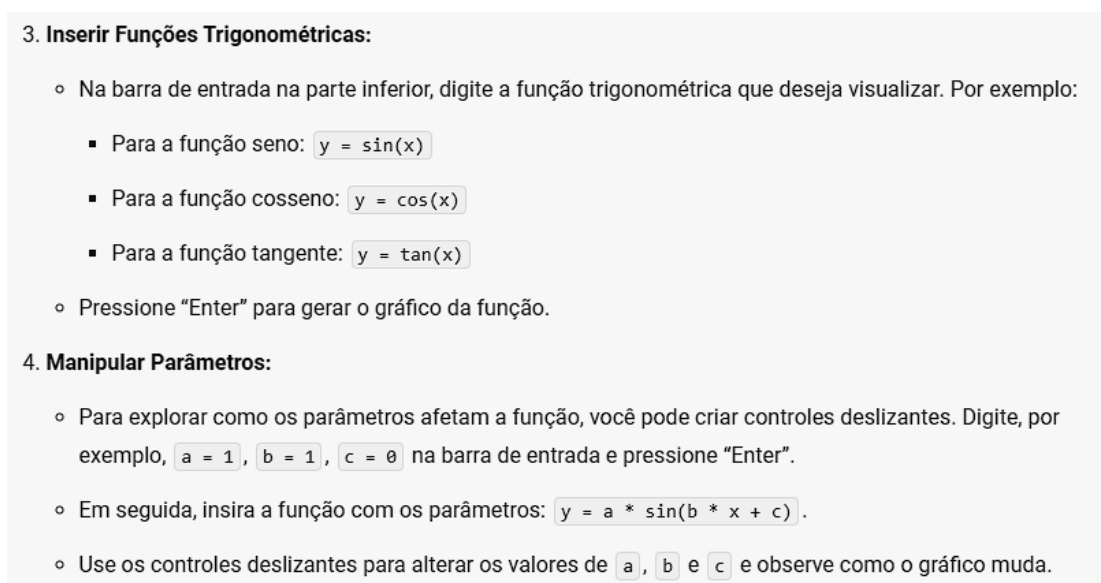 3. Inserir Funções Trigonométricas:
Na barra de entrada na parte inferior, digite a função trigonométrica que deseja visualizar. Por exemplo:
Para a função seno: y = sin(x)
Para a função cosseno: y = cos(x)
Para a função tangente: y = tan(x)
Pressione “Enter” para gerar o gráfico da função.
4. Manipular Parâmetros:
Para explorar como os parâmetros afetam a função, você pode criar controles deslizantes. Digite, por
exemplo, a = 1, b = 1, c = 0 na barra de entrada e pressione “Enter”.
Em seguida, insira a função com os parâmetros: y = a * sin(b * x + c).
Use os controles deslizantes para alterar os valores de a, b e c e observe como o gráfico muda.